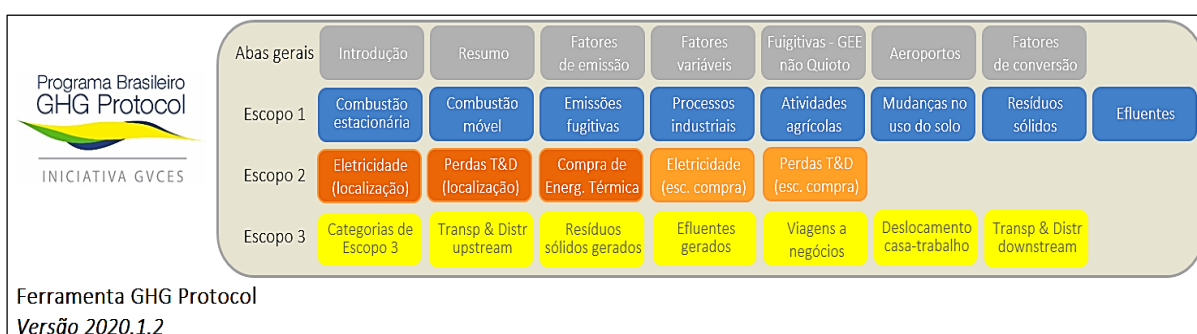 Programa Brasileiro
GHG Protocol
INICIATIVA GVCES
Abas gerais
Introdução
Resumo
Fatores
de emissão
Fatores
variáveis
Fuigitivas - GEE
não Quioto
Aeroportos
Fatores
de conversão
Escopo 1
Combustão
estacionária
Combustão
móvel
Emissões
fugitivas
Processos
industriais
Atividades
agrícolas
Mudanças no
uso do solo
Resíduos
sólidos
Efluentes
Escopo 2
Eletricidade
(localização)
Perdas T&D
(localização)
Compra de
Energ. Térmica
Eletricidade
(esc. compra)
Perdas T&D
(esc. compra)
Escopo 3
Categorias de
Escopo 3
Transp & Distr
upstream
Resíduos
sólidos gerados
Efluentes
gerados
Viagens a
negócios
Deslocamento
casa-trabalho
Transp & Distr
downstream
Ferramenta GHG Protocol
Versão 2020.1.2